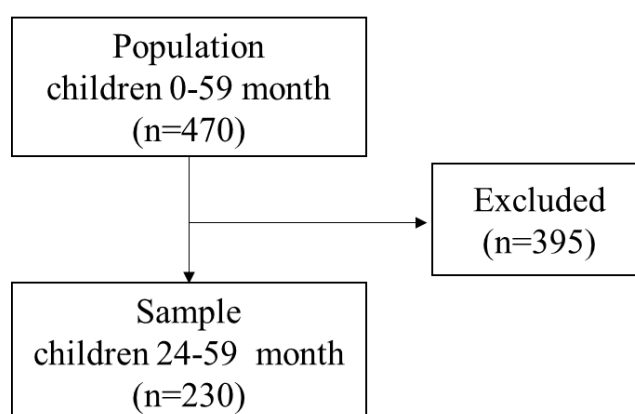 Population
children 0-59 month
(n=470)
Excluded
(n=395)
Sample
children 24-59 month
(n=230)